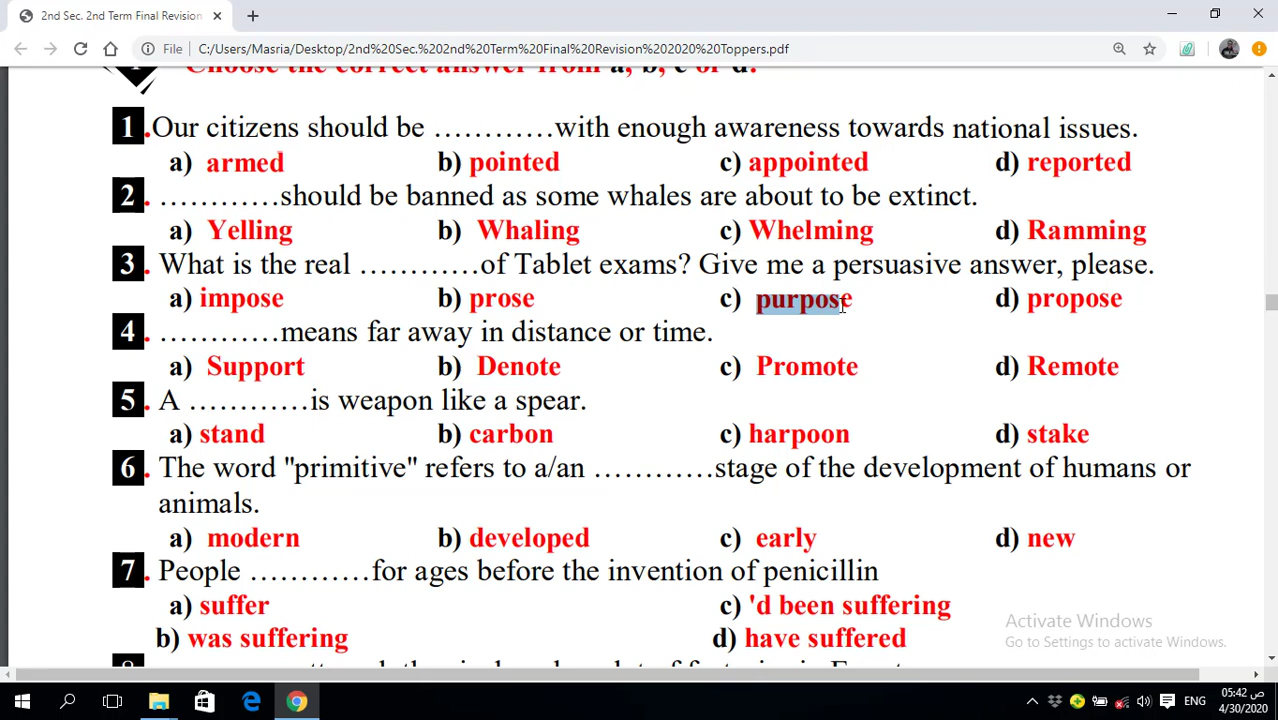 2nd Sec. 2nd Term Final Revision
File C:/Users/Masria/Desktop/2nd%20Sec.%202nd%20Term%20Final%20Revision%202020%20Toppers.pdf
Choose the correct answer from a, b, c or d:
1.Our citizens should be …………with enough awareness towards national issues.
a) armed b) pointed c) appointed d) reported
2. …………should be banned as some whales are about to be extinct.
a) Yelling b) Whaling c) Whelming d) Ramming
3. What is the real …………of Tablet exams? Give me a persuasive answer, please.
a) impose b) prose c) purpose d) propose
4. …………means far away in distance or time.
a) Support b) Denote c) Promote d) Remote
5. A …………is weapon like a spear.
a) stand b) carbon c) harpoon d) stake
6. The word "primitive" refers to a/an …………stage of the development of humans or
animals.
a) modern b) developed c) early d) new
7. People …………for ages before the invention of penicillin
a) suffer c) 'd been suffering
b) was suffering d) have suffered
Activate Windows
Go to Settings to activate Windows.
ENG 05:42 ص
4/30/2020